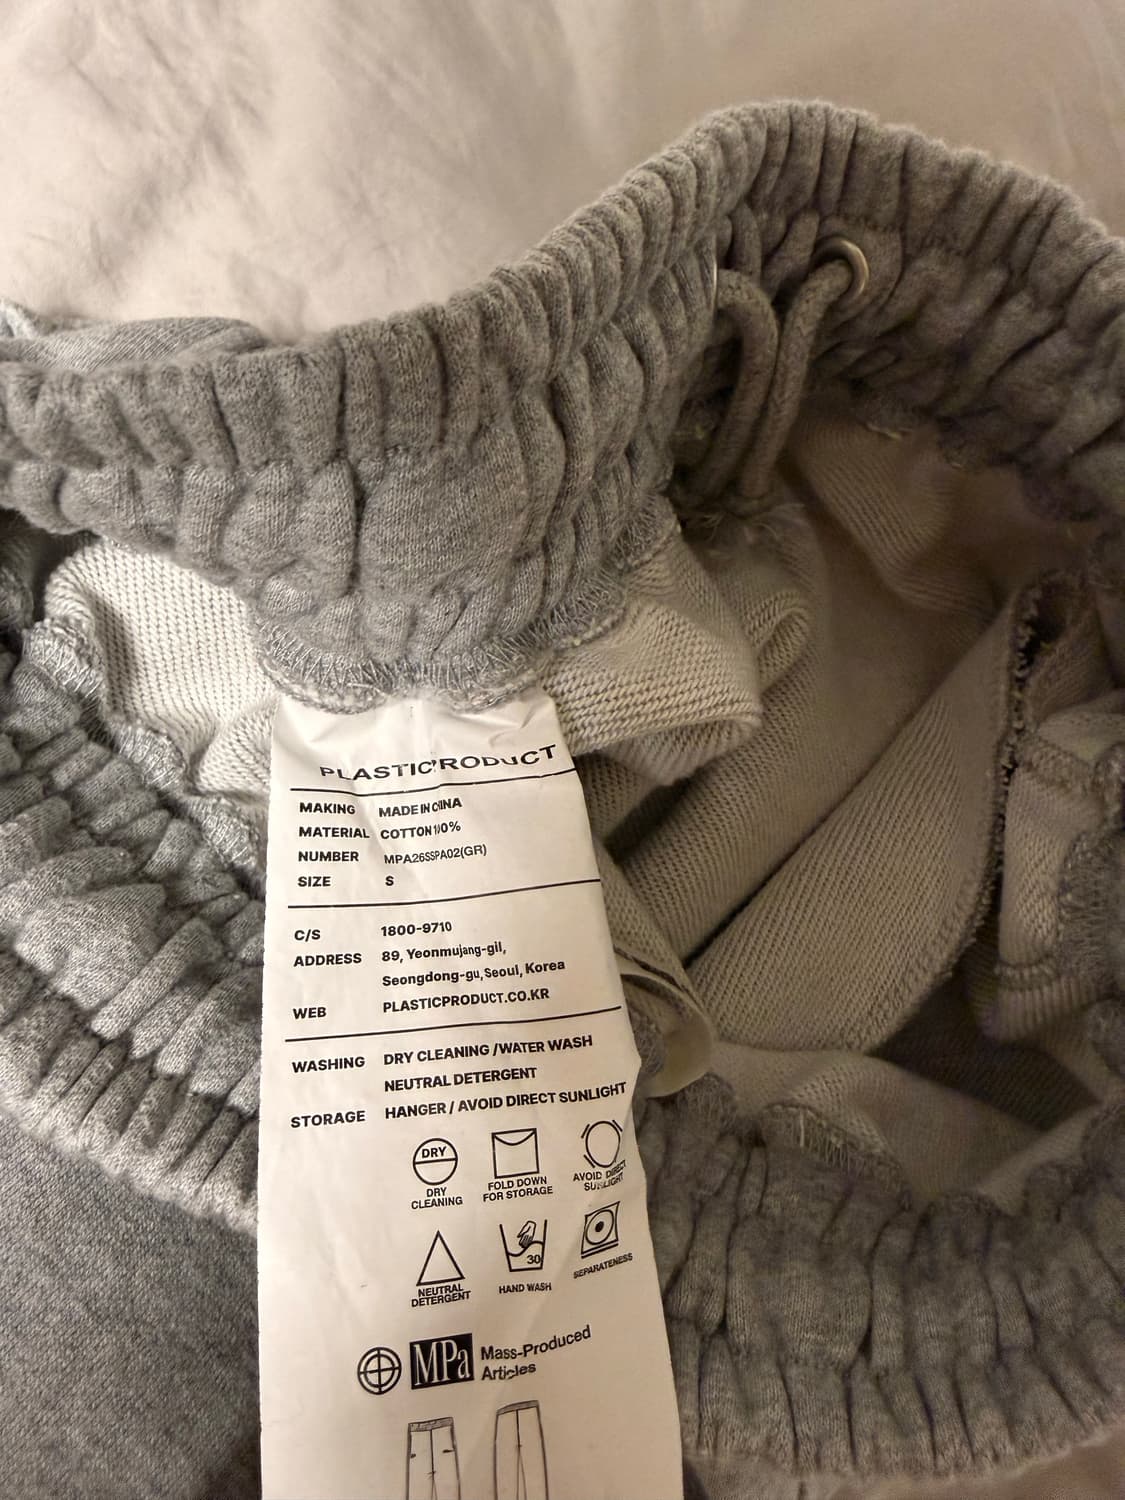 PLASTICPRODUCT
MAKING MADE IN CHINA
MATERIAL COTTON 100%
NUMBER MPA26SSPA02(GR)
SIZE S
C/S 1800-9710
ADDRESS 89, Yeonmujang-gil,
Seongdong-gu, Seoul, Korea
WEB PLASTICPRODUCT.CO.KR
WASHING DRY CLEANING /WATER WASH
NEUTRAL DETERGENT
STORAGE HANGER / AVOID DIRECT SUNLIGHT
DRY
DRY
CLEANING
FOLD DOWN
FOR STORAGE
AVOID DIRECT
SUNLIGHT
NEUTRAL
DETERGENT
30
HAND WASH
SEPARATENESS
MPa Mass-Produced
Articles